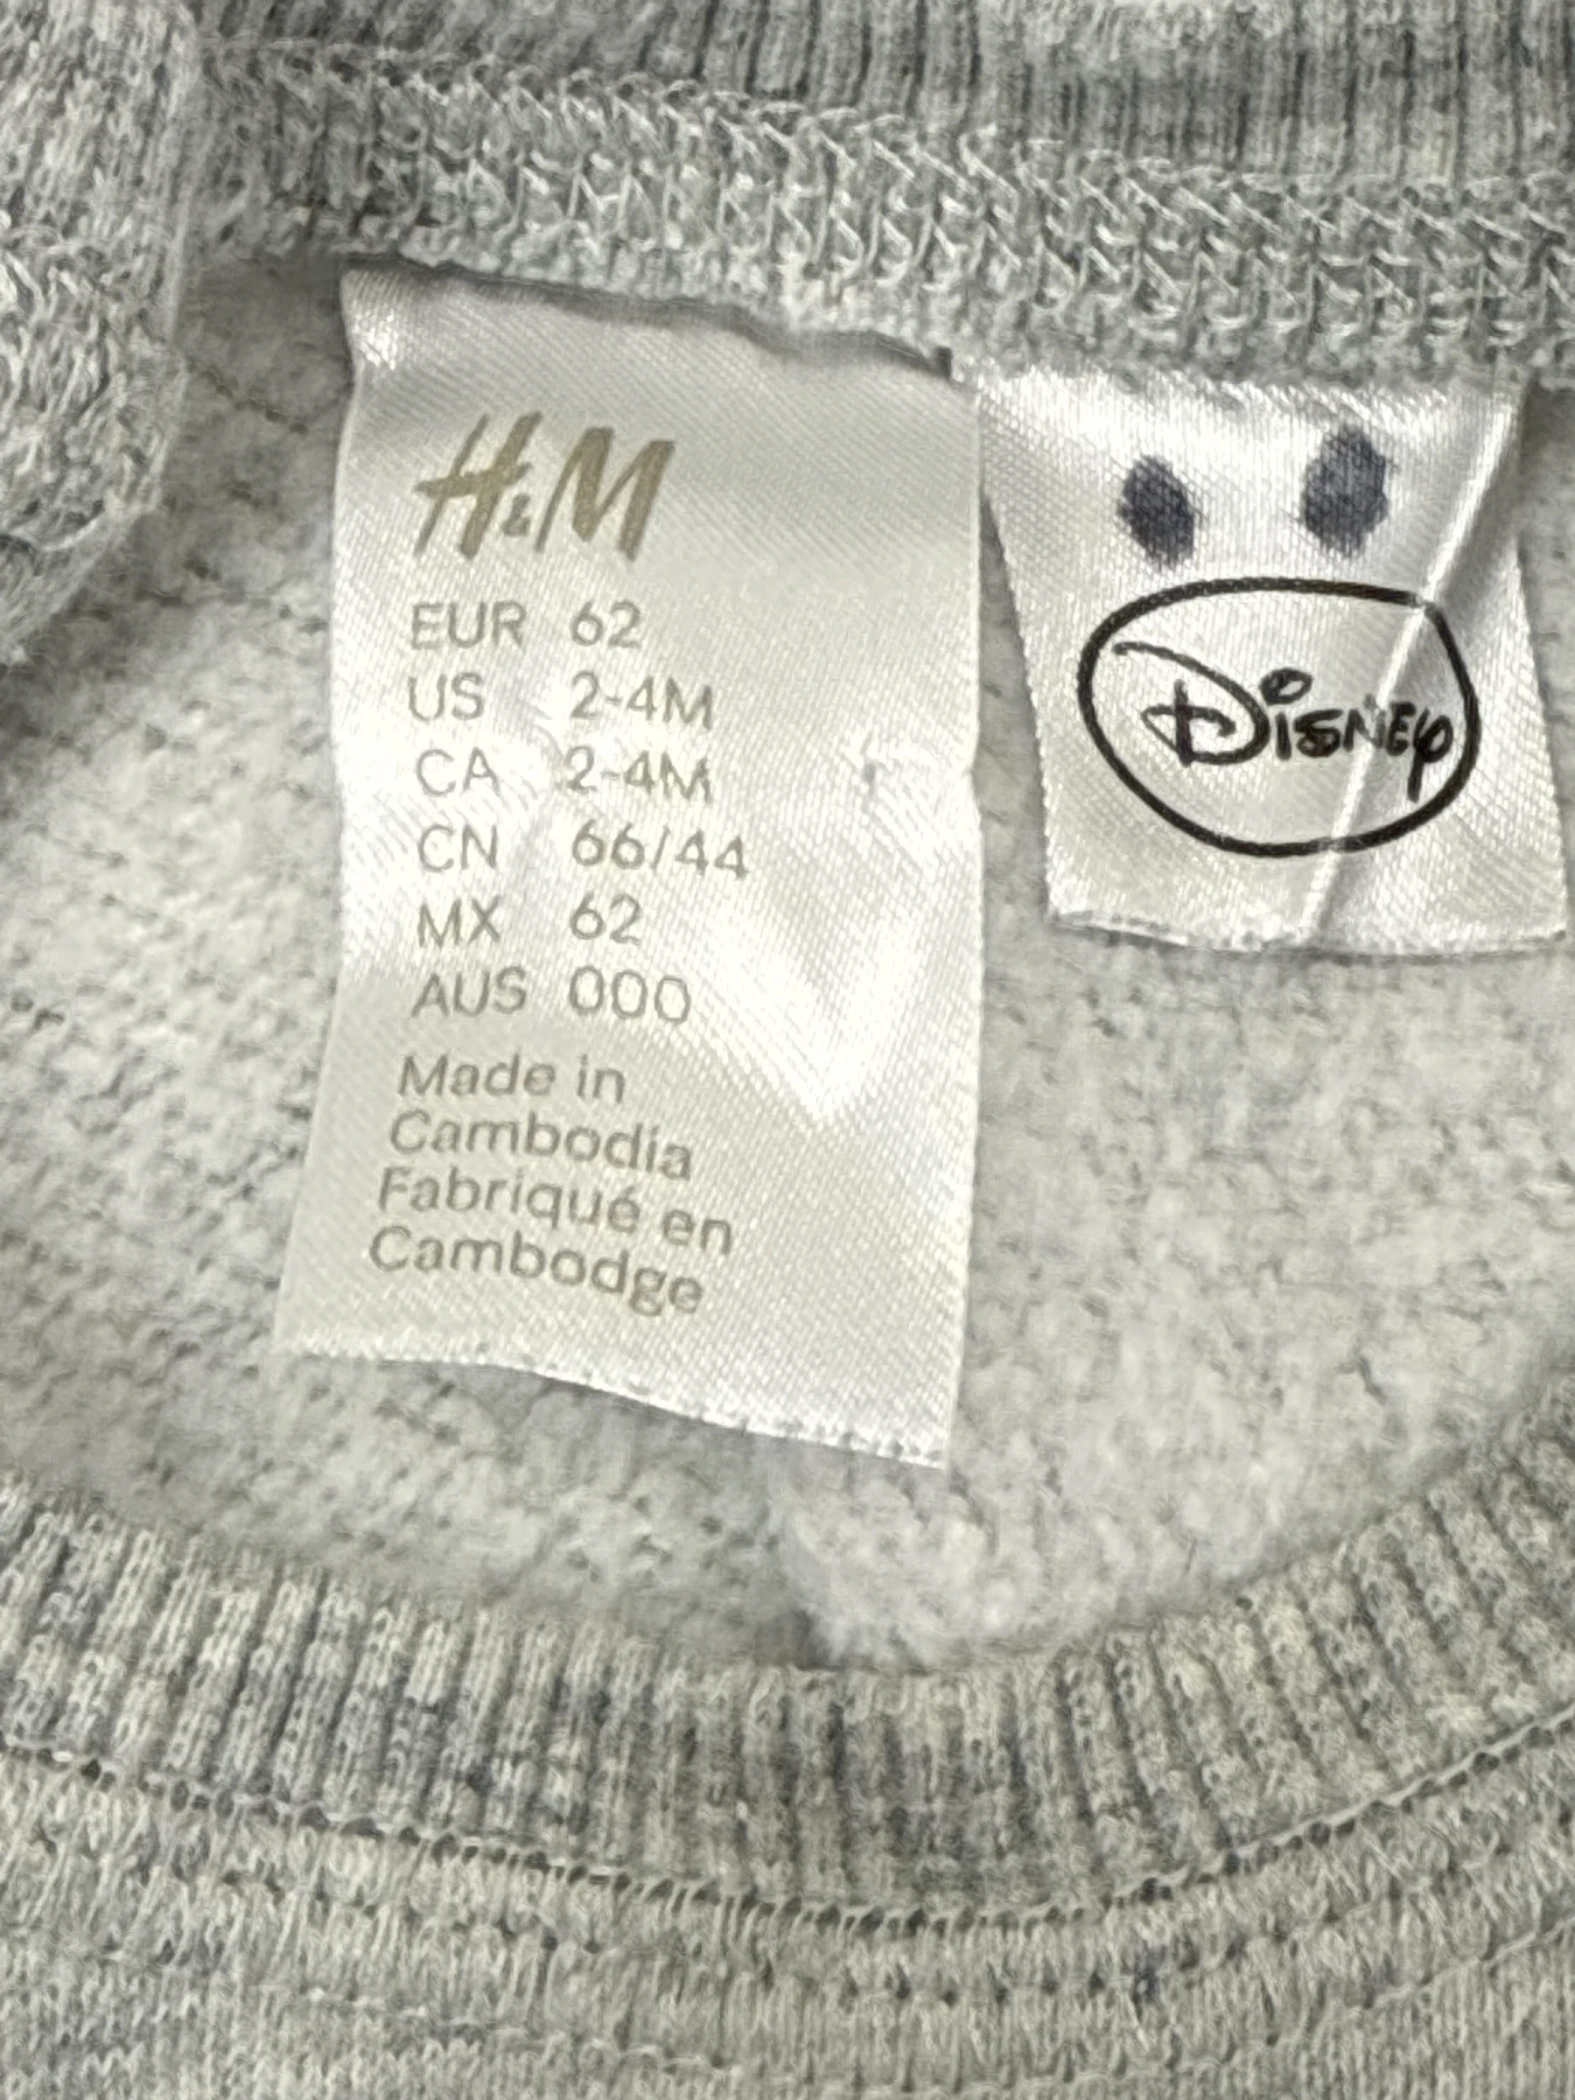 H&M
EUR 62
US 2-4M
CA 2-4M
CN 66/44
MX 62
AUS 000
Made in
Cambodia
Fabriqué en
Cambodge
Disney